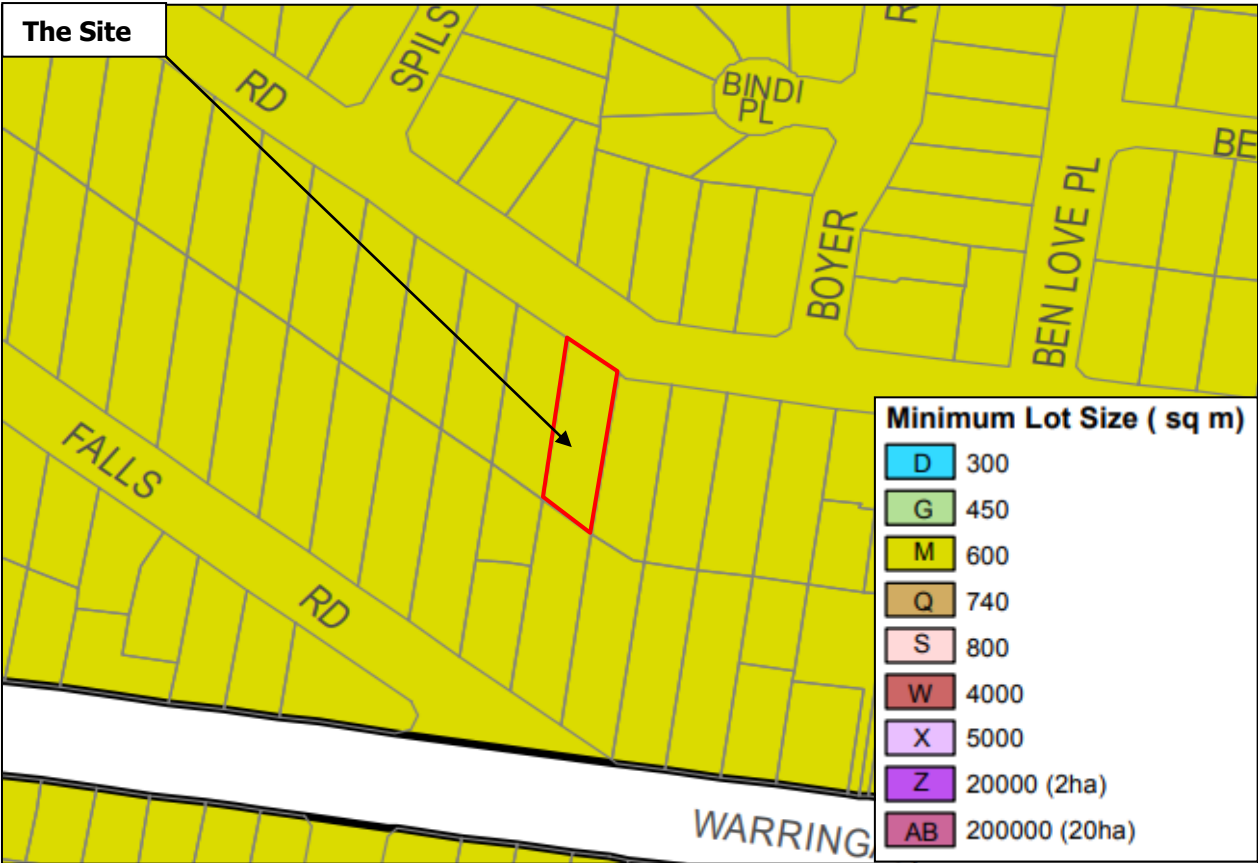 The Site
RD
SPILS
R
BINDI
PL
BE
BOYER
BEN LOVE PL
FALLS
RD
WARRINGA
Minimum Lot Size ( sq m)
D 300
G 450
M 600
Q 740
S 800
W 4000
X 5000
Z 20000 (2ha)
AB 200000 (20ha)